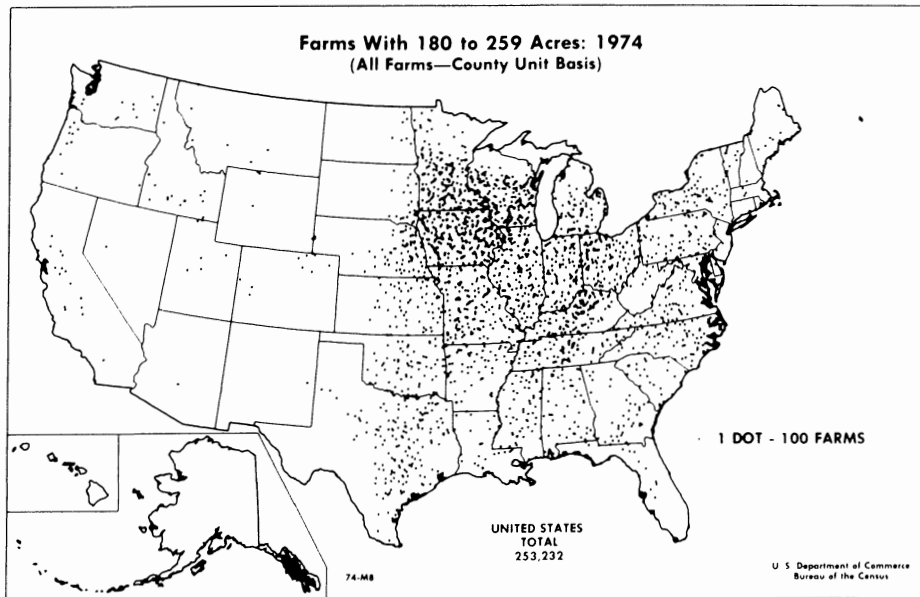 Farms With 180 to 259 Acres: 1974
(All Farms—County Unit Basis)
1 DOT - 100 FARMS
UNITED STATES
TOTAL
253,232
74-M8
U S Department of Commerce
Bureau of the Census